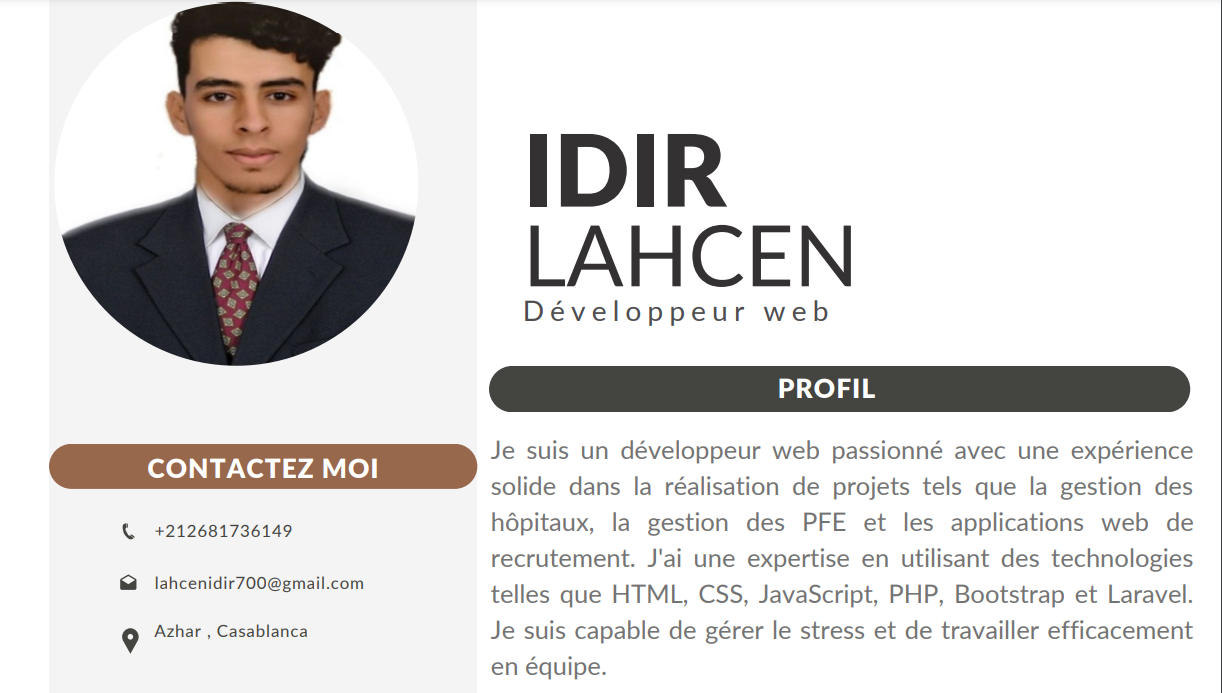 IDIR
LAHCEN
Développeur web
CONTACTEZ MOI
+212681736149
lahcenidir700@gmail.com
Azhar , Casablanca
PROFIL
Je suis un développeur web passionné avec une expérience
solide dans la réalisation de projets tels que la gestion des
hôpitaux, la gestion des PFE et les applications web de
recrutement. J'ai une expertise en utilisant des technologies
telles que HTML, CSS, JavaScript, PHP, Bootstrap et Laravel.
Je suis capable de gérer le stress et de travailler efficacement
en équipe.